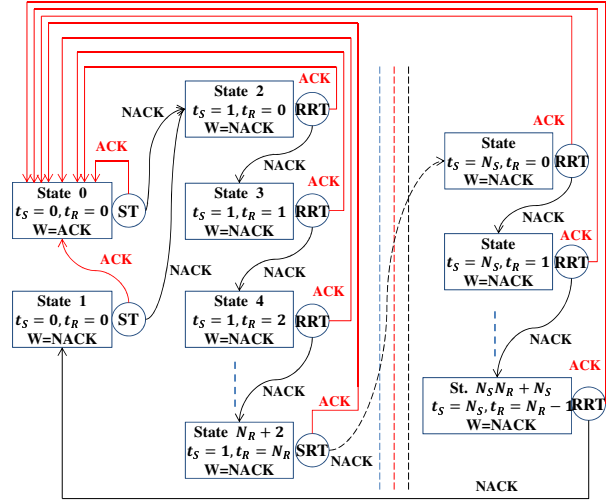 State 2
t_S = 1, t_R = 0
W=NACK
RRT
ACK
NACK
ACK
State 0
t_S = 0, t_R = 0
W=ACK
ST
NACK
State 3
t_S = 1, t_R = 1
W=NACK
RRT
ACK
ACK
NACK
NACK
State 1
t_S = 0, t_R = 0
W=NACK
ST
State 4
t_S = 1, t_R = 2
W=NACK
RRT
ACK
NACK
State N_R + 2
t_S = 1, t_R = N_R
W=NACK
SRT
ACK
NACK
State
t_S = N_S, t_R = 0
W=NACK
RRT
ACK
NACK
State
t_S = N_S, t_R = 1
W=NACK
RRT
ACK
NACK
St. N_S N_R + N_S
t_S = N_S, t_R = N_R − 1
W=NACK
RRT
ACK
NACK